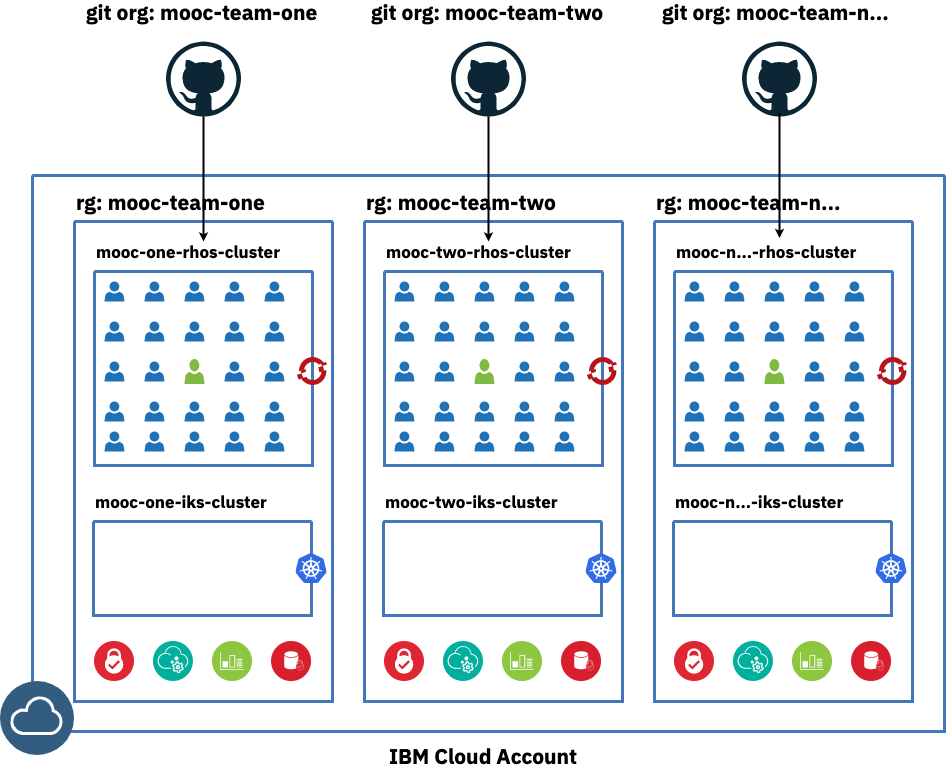 git org: mooc-team-one
git org: mooc-team-two
git org: mooc-team-n...
rg: mooc-team-one
rg: mooc-team-two
rg: mooc-team-n...
mooc-one-rhos-cluster
mooc-two-rhos-cluster
mooc-n...-rhos-cluster
mooc-one-iks-cluster
mooc-two-iks-cluster
mooc-n...-iks-cluster
IBM Cloud Account